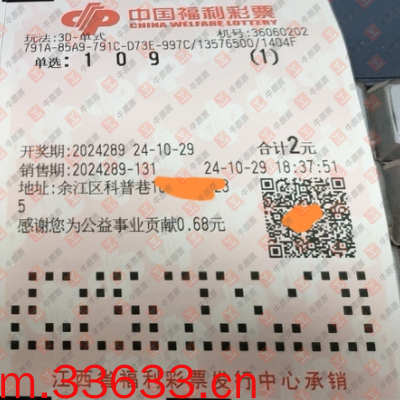 中国福利彩票
CHINA WELFARE LOTTERY
玩法:3D-单式 机号:36060202
791A-85A9-791C-D73E-997C/13576500/1404F
单选: 1 0 9 (1)
开奖期:2024289 24-10-29 合计2元
销售期:2024289-131 24-10-29 18:37:51
地址:余江区科普巷10 23
5
感谢您为公益事业贡献0.68元
江西省福利彩票发行中心承销
m.33633.cn